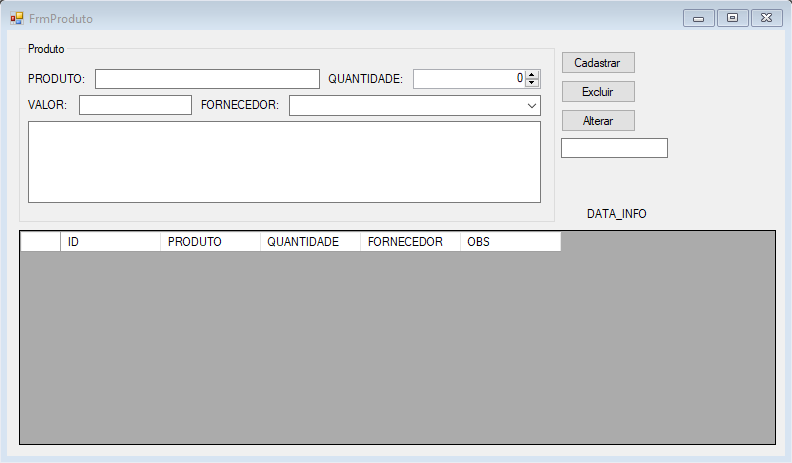 FrmProduto
Produto
PRODUTO:
QUANTIDADE: 0
VALOR:
FORNECEDOR:
Cadastrar
Excluir
Alterar
DATA_INFO
ID PRODUTO QUANTIDADE FORNECEDOR OBS